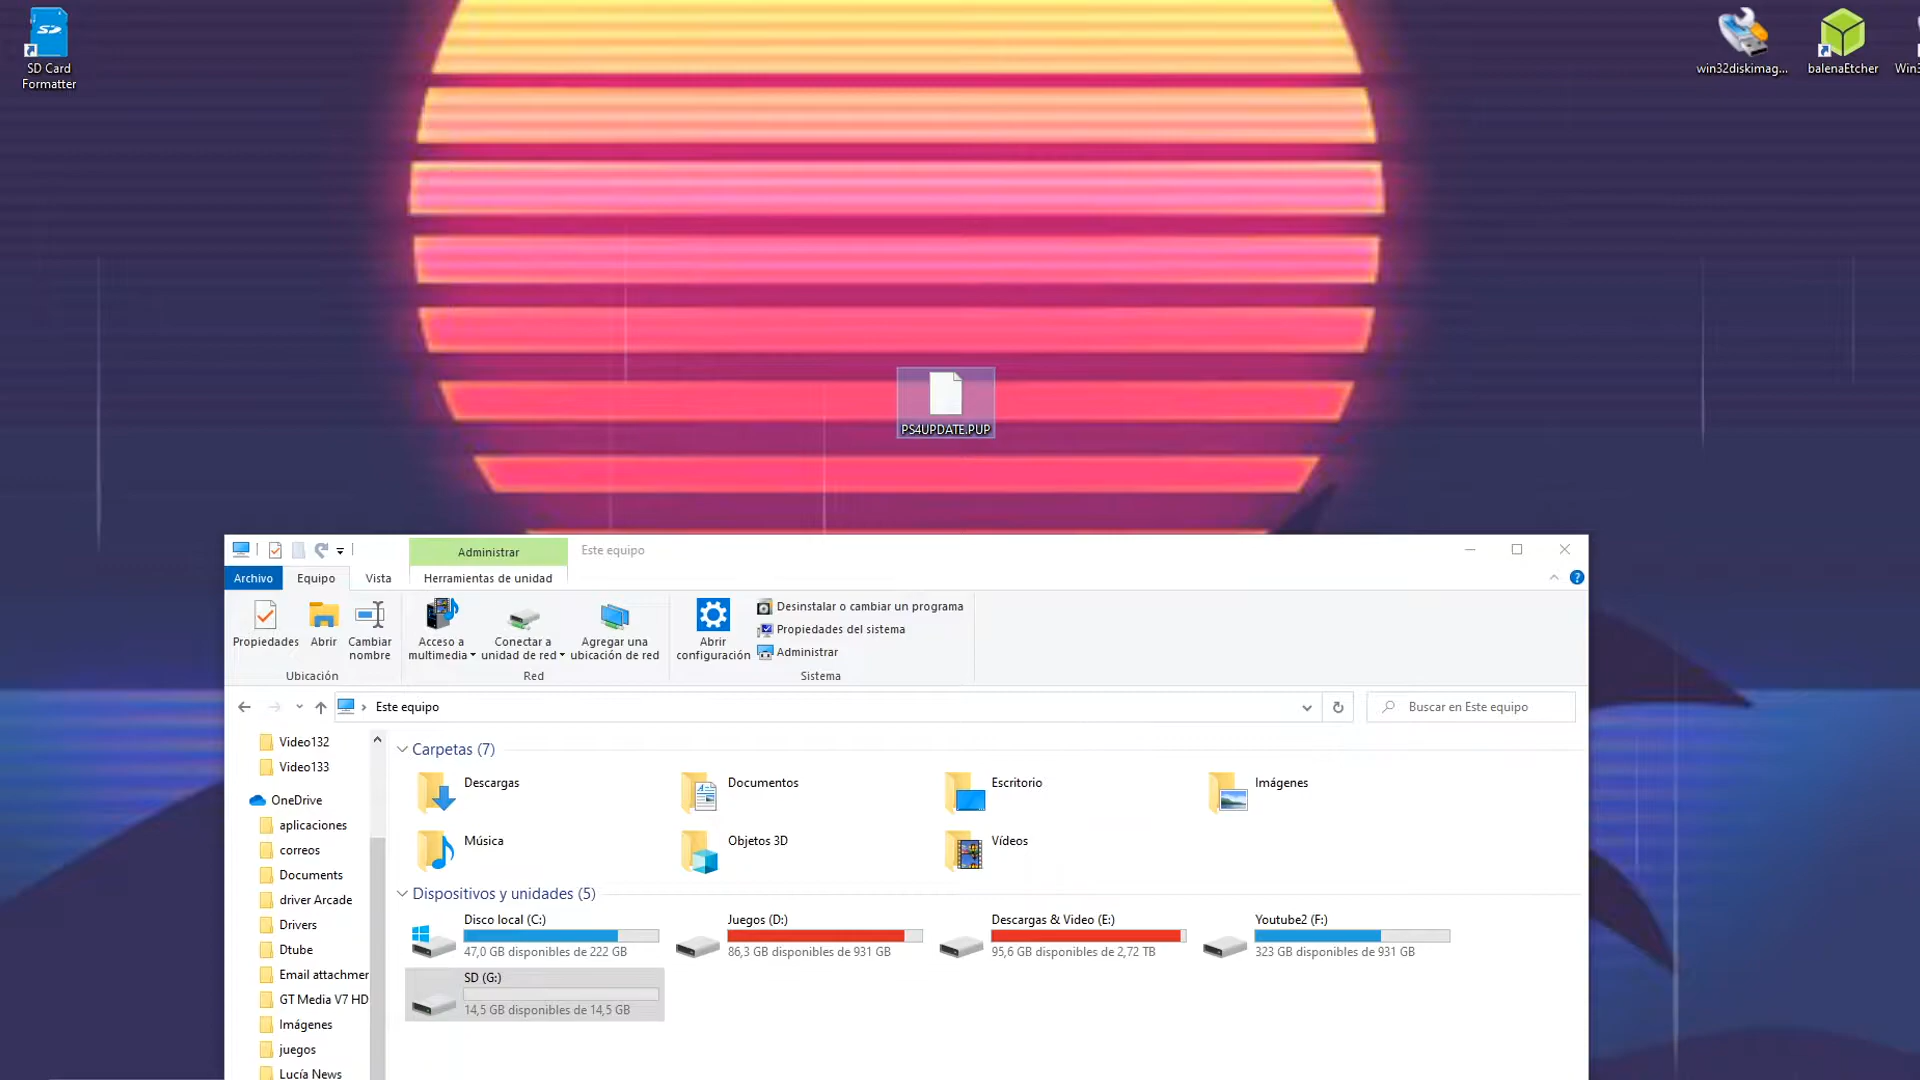 SD Card
Formatter
win32diskimag...
balenaEtcher
PS4UPDATE.PUP
Administrar
Este equipo
Archivo
Equipo
Vista
Herramientas de unidad
Propiedades
Abrir
Cambiar
nombre
Ubicación
Acceso a
multimedia
Conectar a
unidad de red
Agregar una
ubicación de red
Red
Abrir
configuración
Desinstalar o cambiar un programa
Propiedades del sistema
Administrar
Sistema
Este equipo
Buscar en Este equipo
Video132
Video133
OneDrive
aplicaciones
correos
Documents
driver Arcade
Drivers
Dtube
Email attachmer
GT Media V7 HD
Imágenes
juegos
Lucía News
Carpetas (7)
Descargas
Documentos
Escritorio
Imágenes
Música
Objetos 3D
Vídeos
Dispositivos y unidades (5)
Disco local (C:)
47,0 GB disponibles de 222 GB
Juegos (D:)
86,3 GB disponibles de 931 GB
Descargas & Video (E:)
95,6 GB disponibles de 2,72 TB
Youtube2 (F:)
323 GB disponibles de 931 GB
SD (G:)
14,5 GB disponibles de 14,5 GB